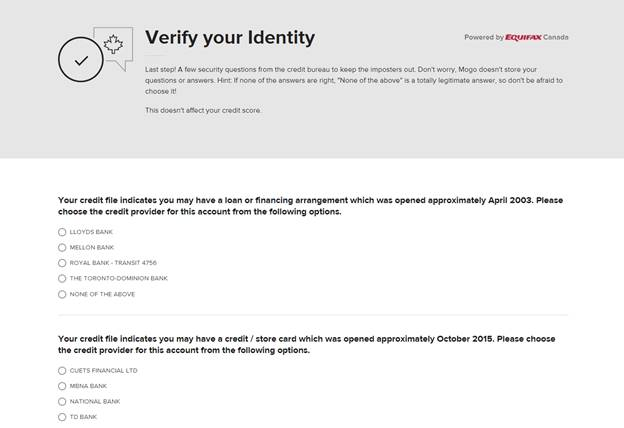 Verify your Identity
Powered by EQUIFAX Canada
Last step! A few security questions from the credit bureau to keep the imposters out. Don't worry, Mogo doesn't store your
questions or answers. Hint: If none of the answers are right, "None of the above" is a totally legitimate answer, so don't be afraid to
choose it!
This doesn't affect your credit score.
Your credit file indicates you may have a loan or financing arrangement which was opened approximately April 2003. Please
choose the credit provider for this account from the following options.
LLOYDS BANK
MELLON BANK
ROYAL BANK - TRANSIT 4756
THE TORONTO-DOMINION BANK
NONE OF THE ABOVE
Your credit file indicates you may have a credit / store card which was opened approximately October 2015. Please choose
the credit provider for this account from the following options.
CUETS FINANCIAL LTD
MBNA BANK
NATIONAL BANK
TD BANK